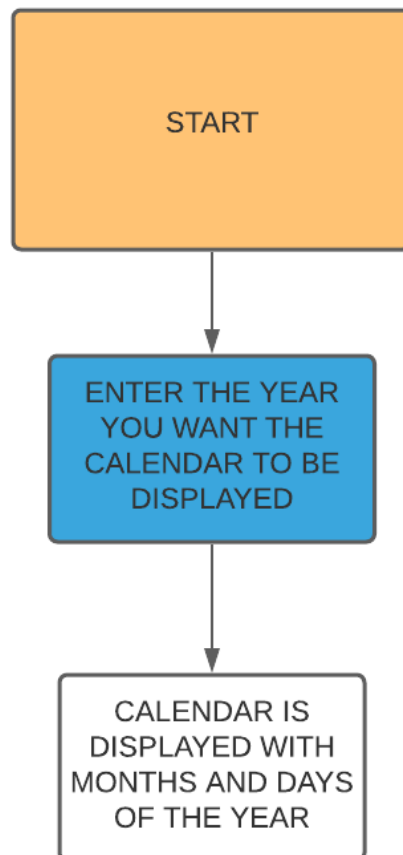 START
ENTER THE YEAR
YOU WANT THE
CALENDAR TO BE
DISPLAYED
CALENDAR IS
DISPLAYED WITH
MONTHS AND DAYS
OF THE YEAR